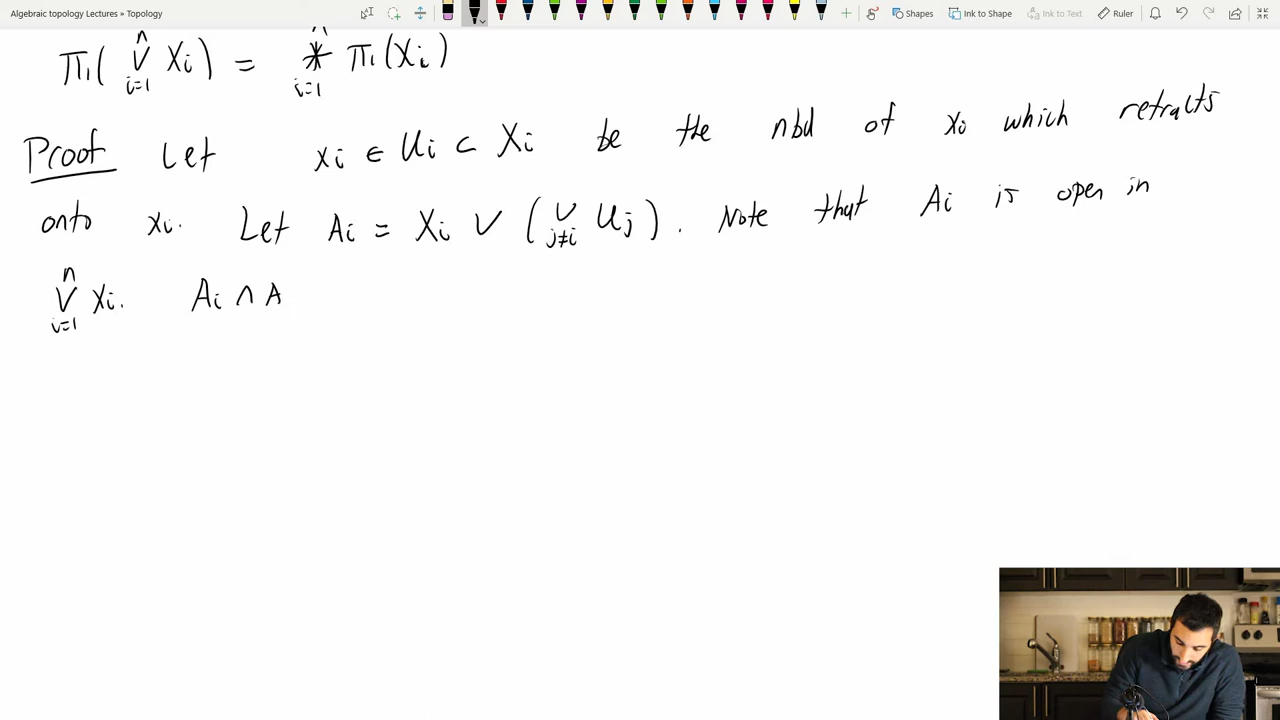 Algebraic topology Lectures » Topology
Shapes Ink to Shape Ink to Text Ruler
π₁( ⋁ᵢ₌₁ⁿ Xᵢ ) = *ᵢ₌₁ⁿ π₁(Xᵢ)
Proof Let xᵢ ∈ Uᵢ ⊂ Xᵢ be the nbd of xᵢ which retracts
onto xᵢ. Let Aᵢ = Xᵢ ∨ ( ⋁_{j≠i} Uⱼ ). Note that Aᵢ is open in
⋁ᵢ₌₁ⁿ Xᵢ. Aᵢ ∩ A